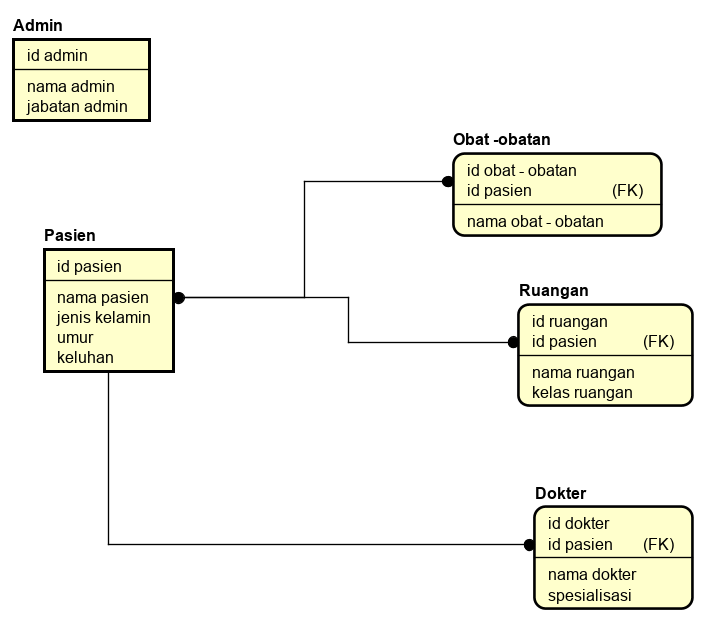 Admin
id admin
nama admin
jabatan admin
Obat -obatan
id obat - obatan
id pasien (FK)
nama obat - obatan
Pasien
id pasien
nama pasien
jenis kelamin
umur
keluhan
Ruangan
id ruangan
id pasien (FK)
nama ruangan
kelas ruangan
Dokter
id dokter
id pasien (FK)
nama dokter
spesialisasi